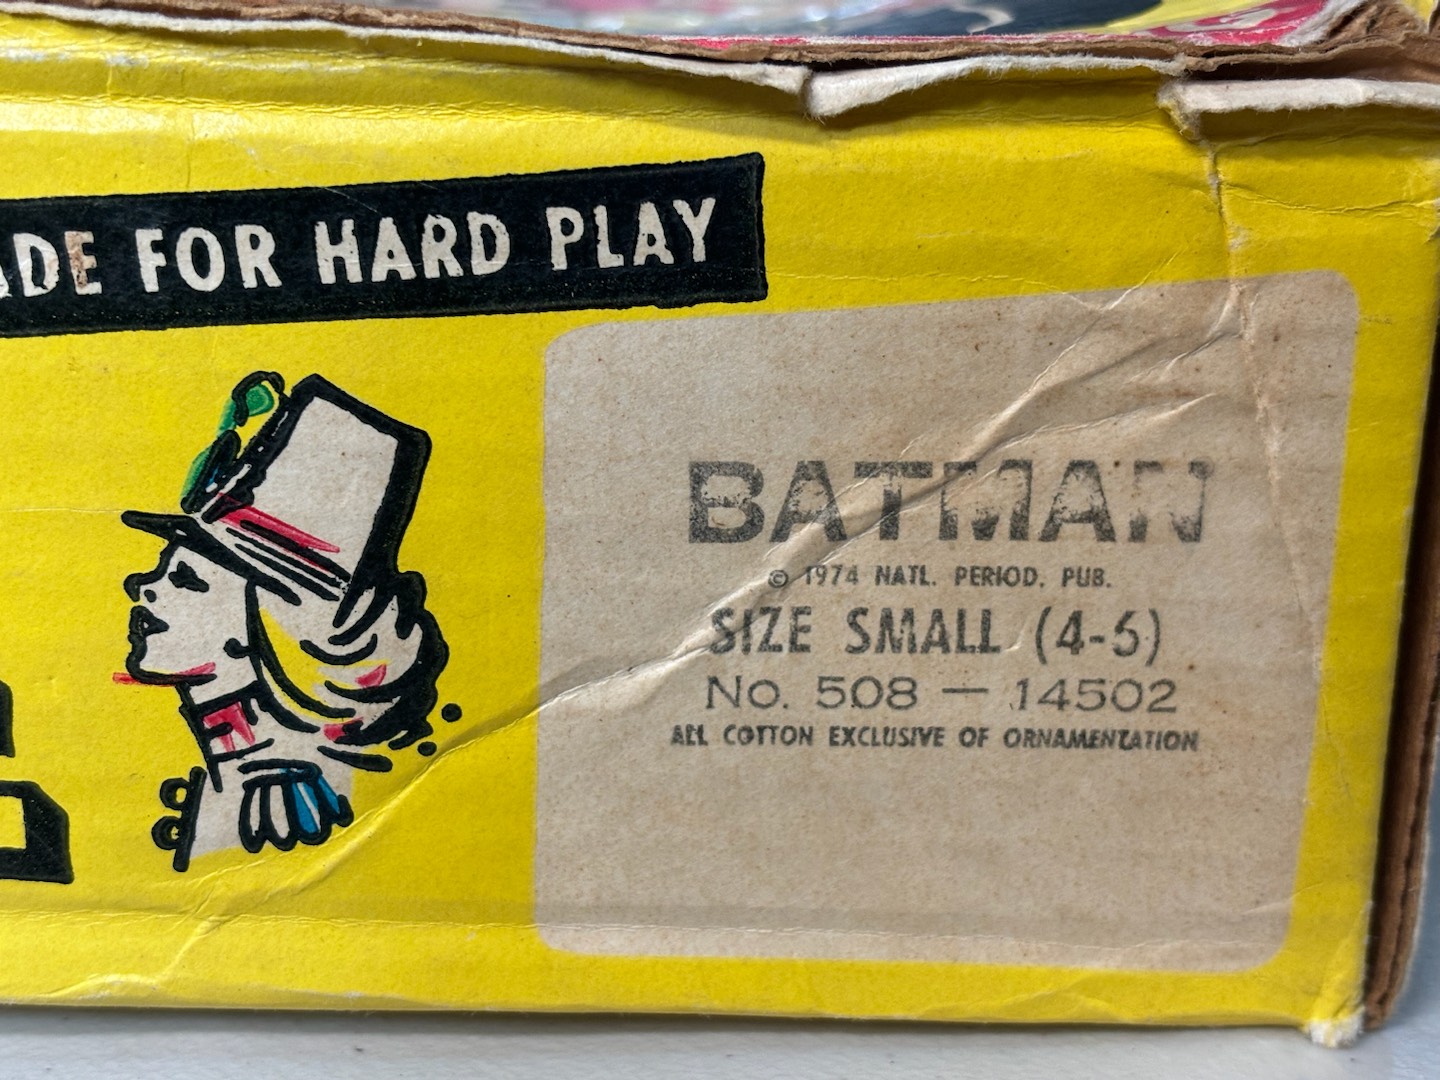 ADE FOR HARD PLAY
BATMAN
© 1974 NATL. PERIOD. PUB.
SIZE SMALL (4-6)
No. 508 — 14502
ALL COTTON EXCLUSIVE OF ORNAMENTATION